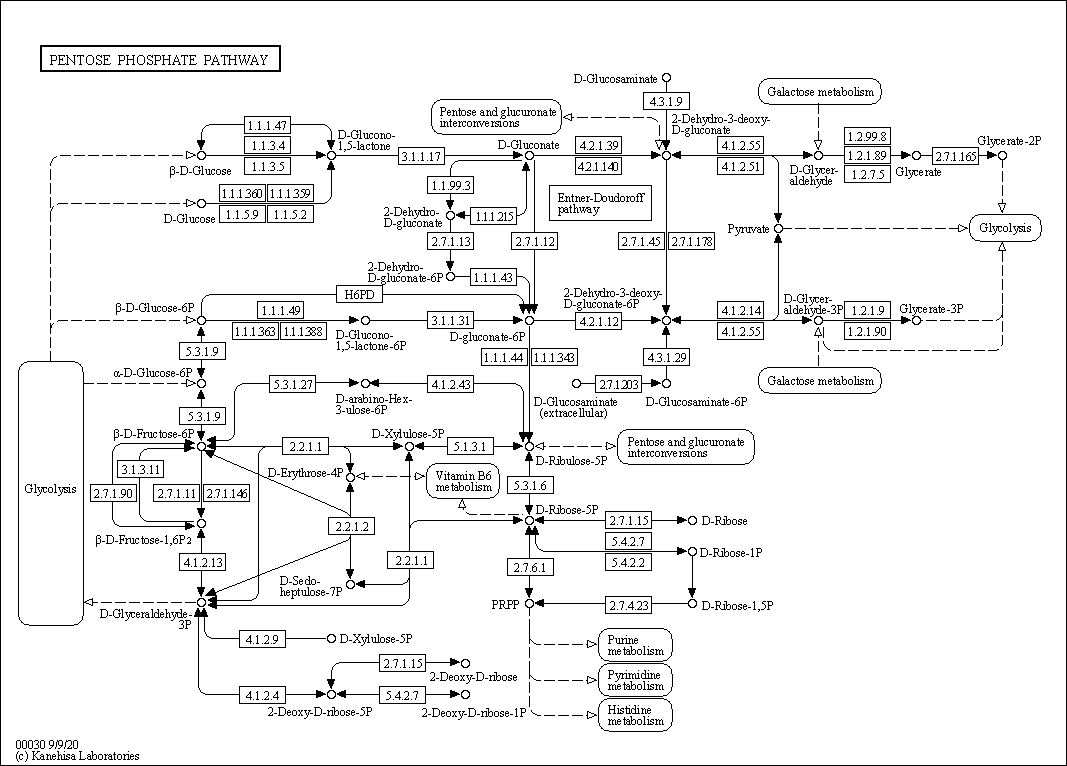 PENTOSE PHOSPHATE PATHWAY
D-Glucosaminate
4.3.1.9
Galactose metabolism
Pentose and glucuronate
interconversions
2-Dehydro-3-deoxy-
D-gluconate
1.1.1.47
D-Glucono-
1,5-lactone
1.1.3.4
1.1.3.5
β-D-Glucose
3.1.1.17
D-Gluconate
4.2.1.39
4.2.1.140
4.1.2.55
4.1.2.51
D-Glycer-
aldehyde
1.2.99.8
1.2.1.89
1.2.7.5
Glycerate
2.7.1.165
Glycerate-2P
1.1.1.360
1.1.1.359
1.1.5.9
1.1.5.2
D-Glucose
1.1.99.3
2-Dehydro-
D-gluconate
1.1.1.215
Entner-Doudoroff
pathway
Pyruvate
Glycolysis
2.7.1.13
2.7.1.12
2.7.1.45
2.7.1.178
2-Dehydro-
D-gluconate-6P
1.1.1.43
H6PD
β-D-Glucose-6P
1.1.1.49
1.1.1.363
1.1.1.388
D-Glucono-
1,5-lactone-6P
3.1.1.31
D-gluconate-6P
2-Dehydro-3-deoxy-
D-gluconate-6P
4.2.1.12
4.1.2.14
4.1.2.55
D-Glycer-
aldehyde-3P
1.2.1.9
1.2.1.90
Glycerate-3P
5.3.1.9
1.1.1.44
1.1.1.343
4.3.1.29
α-D-Glucose-6P
5.3.1.27
D-arabino-Hex-
3-ulose-6P
4.1.2.43
2.7.1.203
D-Glucosaminate
(extracellular)
D-Glucosaminate-6P
Galactose metabolism
5.3.1.9
β-D-Fructose-6P
2.2.1.1
D-Xylulose-5P
5.1.3.1
D-Ribulose-5P
Pentose and glucuronate
interconversions
3.1.3.11
2.7.1.90
2.7.1.11
2.7.1.146
D-Erythrose-4P
Vitamin B6
metabolism
5.3.1.6
Glycolysis
2.2.1.2
D-Ribose-5P
2.7.1.15
D-Ribose
β-D-Fructose-1,6P2
5.4.2.7
5.4.2.2
D-Ribose-1P
4.1.2.13
2.2.1.1
2.7.6.1
D-Sedo-
heptulose-7P
D-Glyceraldehyde-
3P
PRPP
2.7.4.23
D-Ribose-1,5P
4.1.2.9
D-Xylulose-5P
Purine
metabolism
2.7.1.15
2-Deoxy-D-ribose
Pyrimidine
metabolism
4.1.2.4
2-Deoxy-D-ribose-5P
5.4.2.7
2-Deoxy-D-ribose-1P
Histidine
metabolism
00030 9/9/20
(c) Kanehisa Laboratories